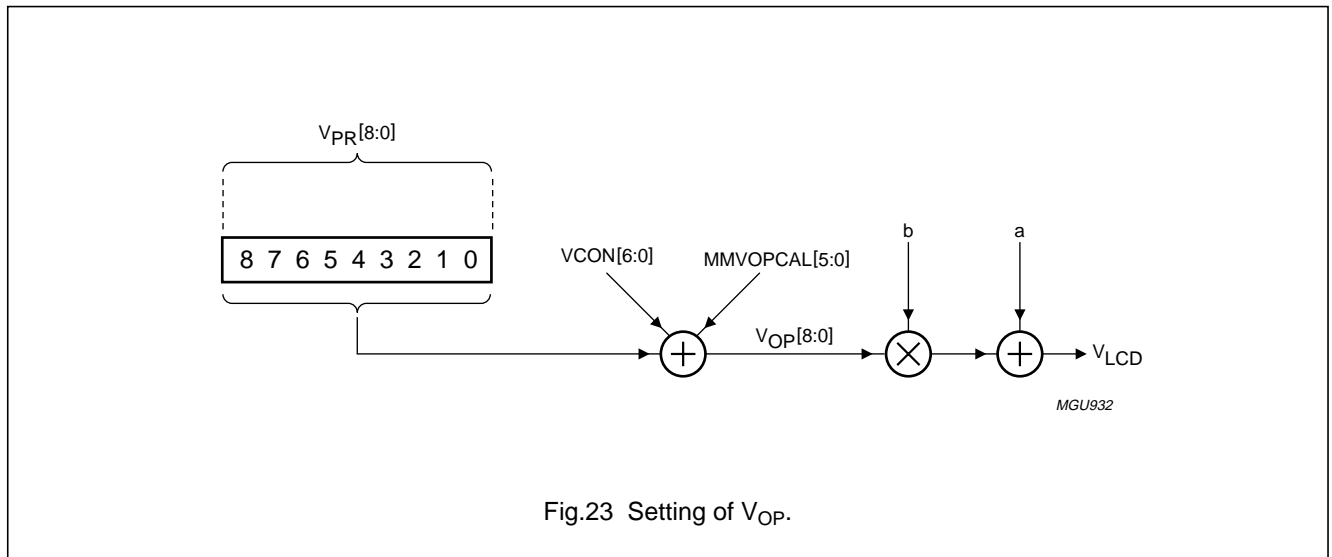 VPR[8:0]
8 7 6 5 4 3 2 1 0
VCON[6:0]
MMVOPCAL[5:0]
b
a
VOP[8:0]
VLCD
MGU932
Fig.23 Setting of VOP.